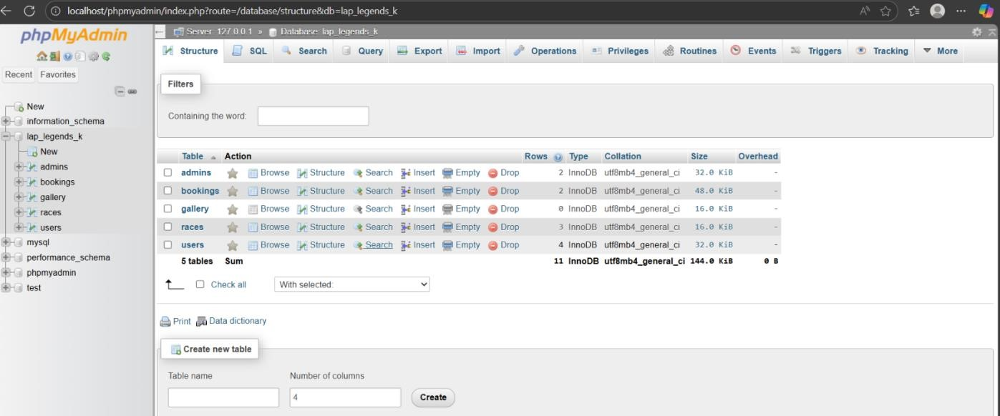 localhost/phpmyadmin/index.php?route=/database/structure&db=lap_legends_k
phpMyAdmin
Recent Favorites
New
information_schema
lap_legends_k
New
admins
bookings
gallery
races
users
mysql
performance_schema
phpmyadmin
test
Server: 127.0.0.1 » Database: lap_legends_k
Structure SQL Search Query Export Import Operations Privileges Routines Events Triggers Tracking More
Filters
Containing the word:
Table Action Rows Type Collation Size Overhead
admins Browse Structure Search Insert Empty Drop 2 InnoDB utf8mb4_general_ci 32.0 KiB -
bookings Browse Structure Search Insert Empty Drop 2 InnoDB utf8mb4_general_ci 48.0 KiB -
gallery Browse Structure Search Insert Empty Drop 0 InnoDB utf8mb4_general_ci 16.0 KiB -
races Browse Structure Search Insert Empty Drop 3 InnoDB utf8mb4_general_ci 16.0 KiB -
users Browse Structure Search Insert Empty Drop 4 InnoDB utf8mb4_general_ci 32.0 KiB -
5 tables Sum 11 InnoDB utf8mb4_general_ci 144.0 KiB 0 B
Check all With selected:
Print Data dictionary
Create new table
Table name Number of columns
4 Create